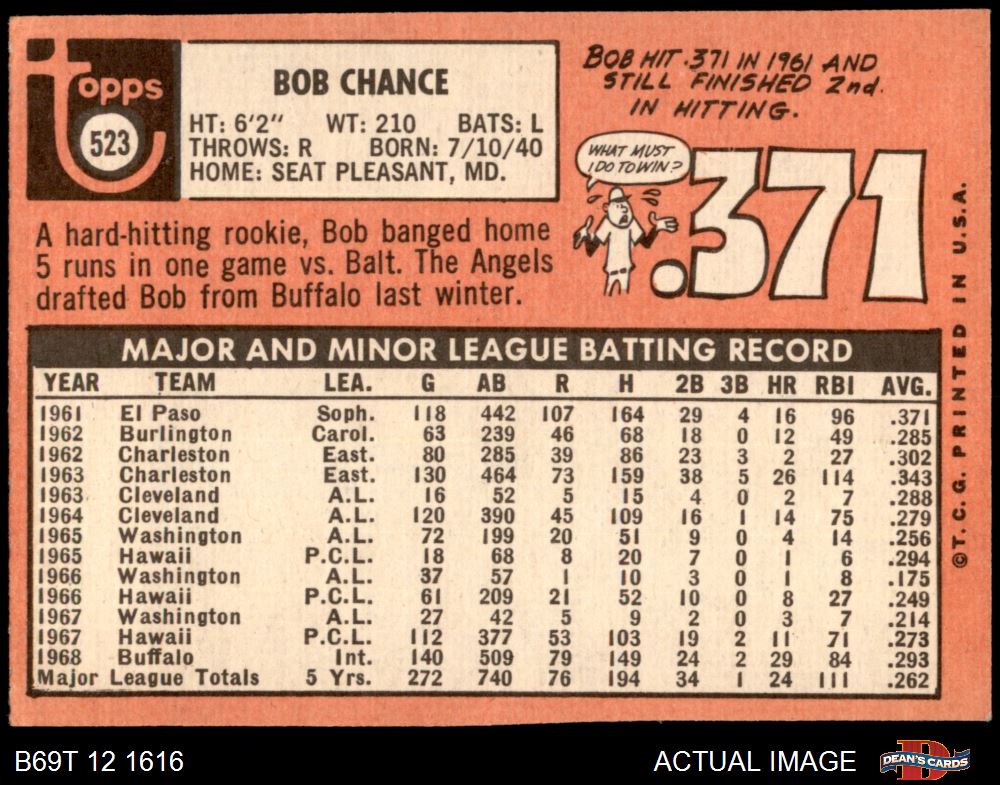 Topps
523
BOB CHANCE
HT: 6'2" WT: 210 BATS: L
THROWS: R BORN: 7/10/40
HOME: SEAT PLEASANT, MD.
A hard-hitting rookie, Bob banged home
5 runs in one game vs. Balt. The Angels
drafted Bob from Buffalo last winter.
BOB HIT .371 IN 1961 AND
STILL FINISHED 2nd.
IN HITTING.
WHAT MUST
I DO TO WIN?
.371
MAJOR AND MINOR LEAGUE BATTING RECORD
YEAR TEAM LEA. G AB R H 2B 3B HR RBI AVG.
1961 El Paso Soph. 118 442 107 164 29 4 16 96 .371
1962 Burlington Carol. 63 239 46 68 18 0 12 49 .285
1962 Charleston East. 80 285 39 86 23 3 2 27 .302
1963 Charleston East. 130 464 73 159 38 5 26 114 .343
1963 Cleveland A.L. 16 52 5 15 4 0 2 7 .288
1964 Cleveland A.L. 120 390 45 109 16 1 14 75 .279
1965 Washington A.L. 72 199 20 51 9 0 4 14 .256
1965 Hawaii P.C.L. 18 68 8 20 7 0 1 6 .294
1966 Washington A.L. 37 57 1 10 3 0 1 8 .175
1966 Hawaii P.C.L. 61 209 21 52 10 0 8 27 .249
1967 Washington A.L. 27 42 5 9 2 0 3 7 .214
1967 Hawaii P.C.L. 112 377 53 103 19 2 11 71 .273
1968 Buffalo Int. 140 509 79 149 24 2 29 84 .293
Major League Totals 5 Yrs. 272 740 76 194 34 1 24 111 .262
©T.C.G. PRINTED IN U.S.A.
B69T 12 1616
ACTUAL IMAGE
D
DEAN'S CARDS